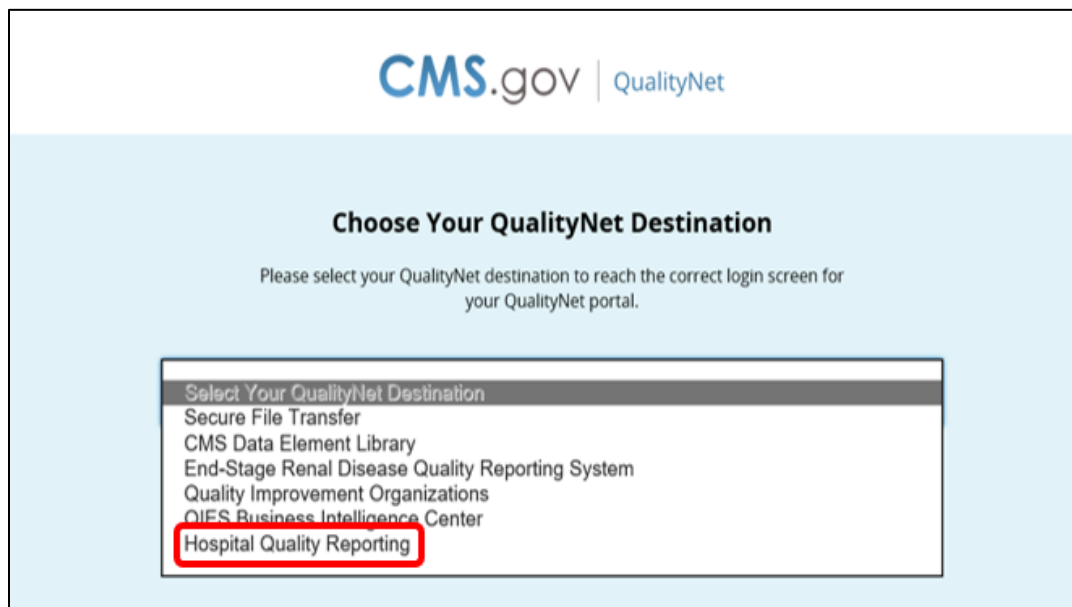 CMS.gov | QualityNet
Choose Your QualityNet Destination
Please select your QualityNet destination to reach the correct login screen for
your QualityNet portal.
Select Your QualityNet Destination
Secure File Transfer
CMS Data Element Library
End-Stage Renal Disease Quality Reporting System
Quality Improvement Organizations
QIES Business Intelligence Center
Hospital Quality Reporting